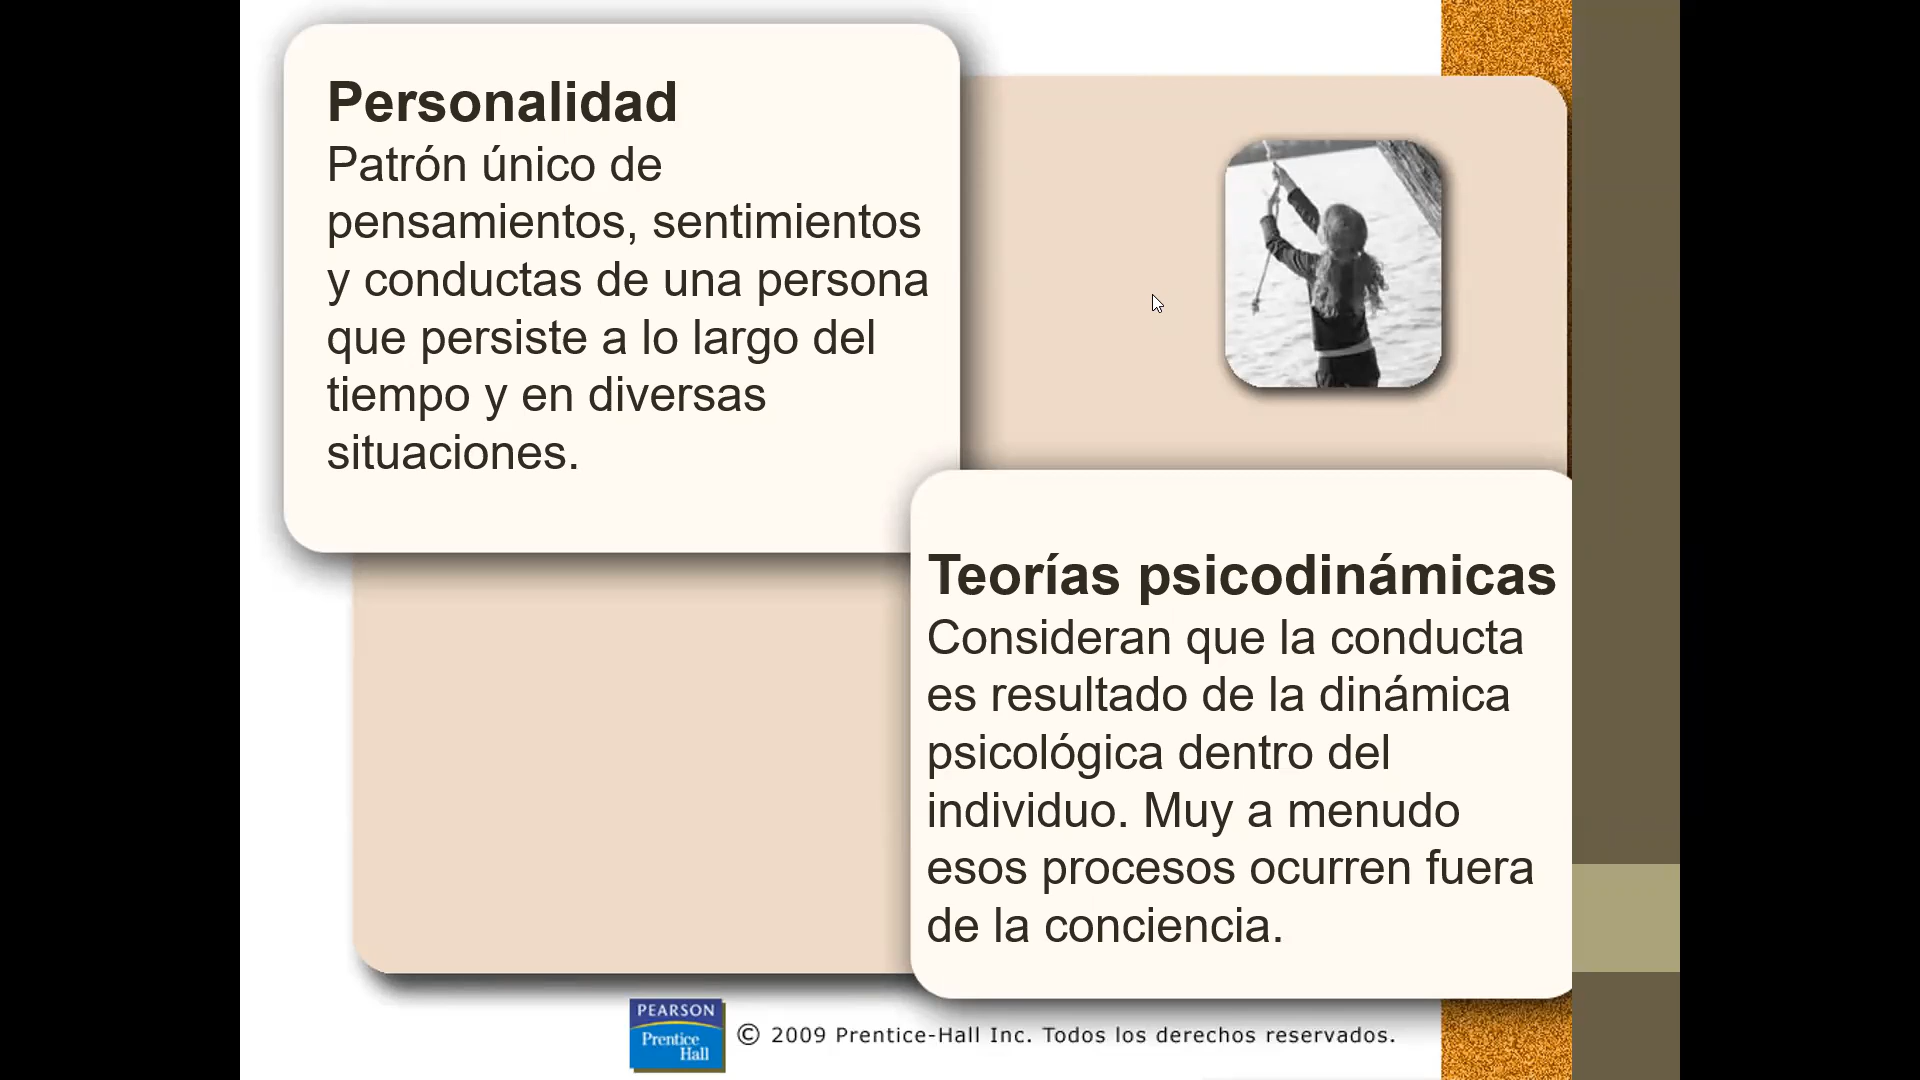 Personalidad
Patrón único de
pensamientos, sentimientos
y conductas de una persona
que persiste a lo largo del
tiempo y en diversas
situaciones.
Teorías psicodinámicas
Consideran que la conducta
es resultado de la dinámica
psicológica dentro del
individuo. Muy a menudo
esos procesos ocurren fuera
de la conciencia.
PEARSON
Prentice
Hall
© 2009 Prentice-Hall Inc. Todos los derechos reservados.